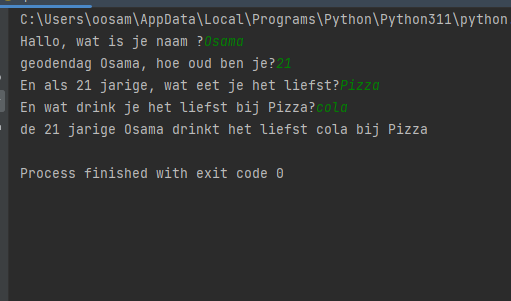 C:\Users\oosam\AppData\Local\Programs\Python\Python311\python
Hallo, wat is je naam ?Osama
geodendag Osama, hoe oud ben je?21
En als 21 jarige, wat eet je het liefst?Pizza
En wat drink je het liefst bij Pizza?cola
de 21 jarige Osama drinkt het liefst cola bij Pizza
Process finished with exit code 0